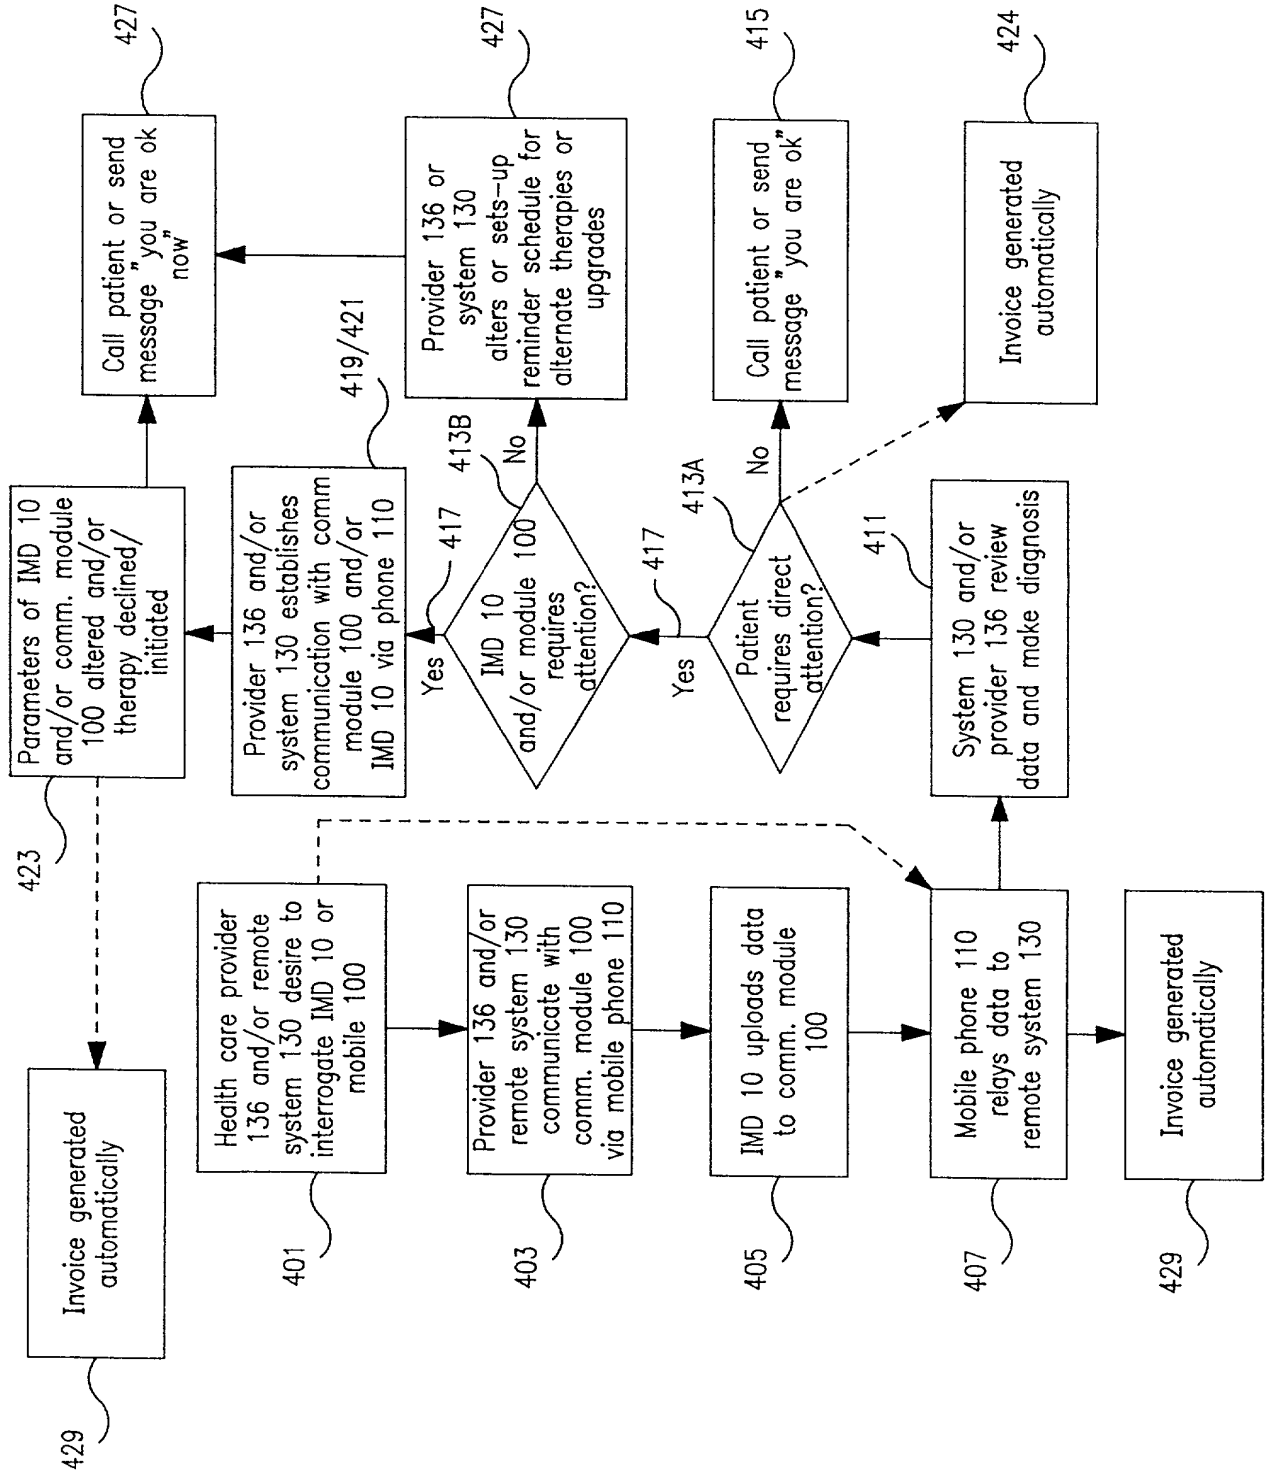 429
Invoice generated
automatically
423
Parameters of IMD 10
and/or comm. module
100 altered and/or
therapy declined/
initiated
Call patient or send
message "you are ok
now"
427
401
Health care provider
136 and/or remote
system 130 desire to
interrogate IMD 10 or
mobile 100
Provider 136 and/or
system 130 establishes
communication with comm
module 100 and/or
IMD 10 via phone 110
419/421
403
Provider 136 and/or
remote system 130
communicate with
comm. module 100
via mobile phone 110
Yes
417
IMD 10
and/or module 100
requires
attention?
413B
No
Provider 136 or
system 130
alters or sets-up
reminder schedule for
alternate therapies or
upgrades
427
405
IMD 10 uploads data
to comm. module
100
Yes
417
Patient
requires direct
attention?
413A
No
Call patient or send
message "you are ok"
415
407
Mobile phone 110
relays data to
remote system 130
System 130 and/or
provider 136 review
data and make diagnosis
411
Invoice generated
automatically
424
429
Invoice generated
automatically